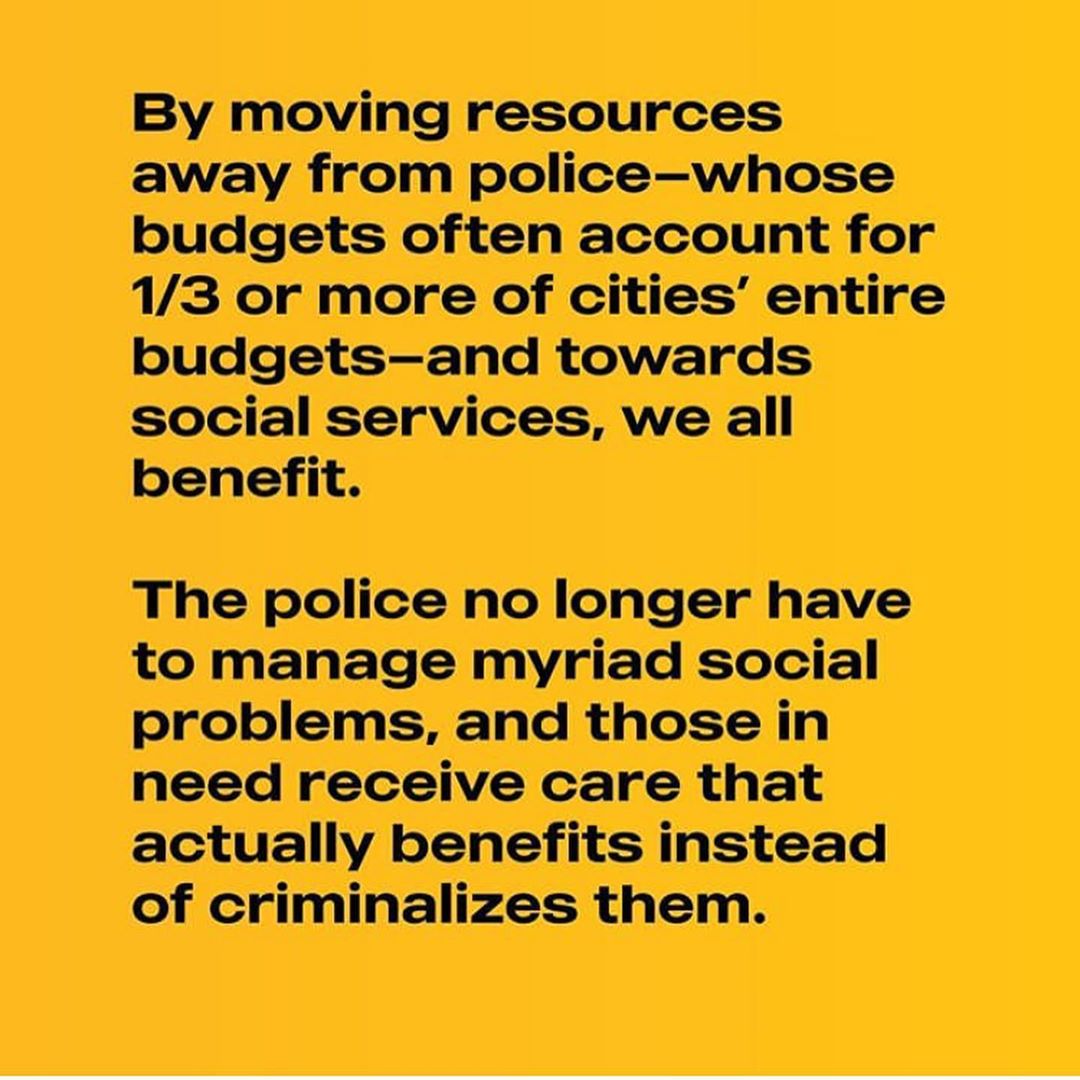 By moving resources
away from police—whose
budgets often account for
1/3 or more of cities’ entire
budgets—and towards
social services, we all
benefit.
The police no longer have
to manage myriad social
problems, and those in
need receive care that
actually benefits instead
of criminalizes them.